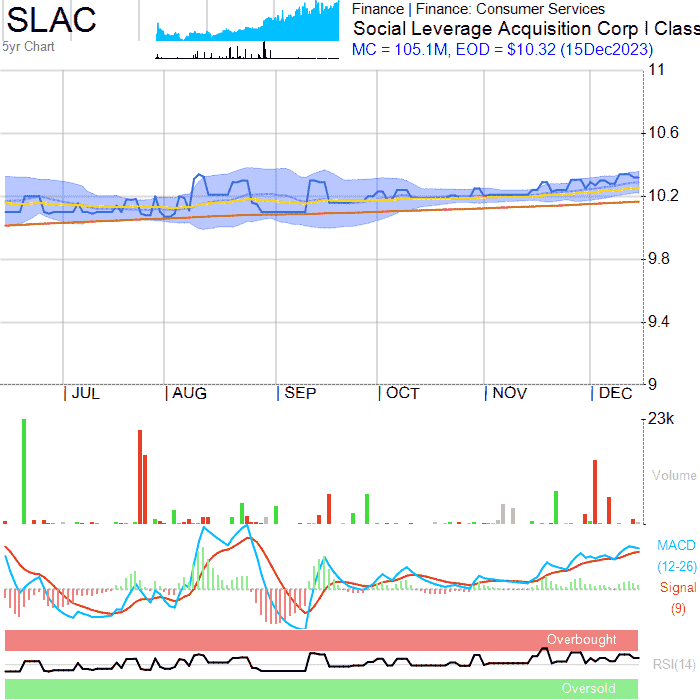 SLAC
5yr Chart
Finance | Finance: Consumer Services
Social Leverage Acquisition Corp I Class
MC = 105.1M, EOD = $10.32 (15Dec2023)
11
10.6
10.2
9.8
9.4
9
JUL AUG SEP OCT NOV DEC
23k
Volume
MACD
(12-26)
Signal
(9)
Overbought
RSI(14)
Oversold